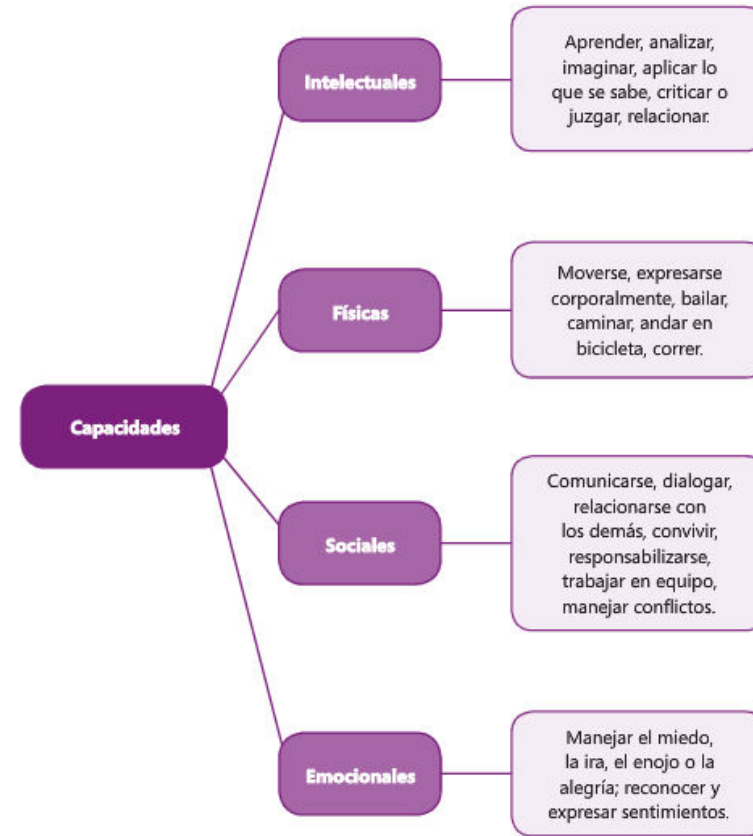 Capacidades
Intelectuales
Aprender, analizar,
imaginar, aplicar lo
que se sabe, criticar o
juzgar, relacionar.
Físicas
Moverse, expresarse
corporalmente, bailar,
caminar, andar en
bicicleta, correr.
Sociales
Comunicarse, dialogar,
relacionarse con
los demás, convivir,
responsabilizarse,
trabajar en equipo,
manejar conflictos.
Emocionales
Manejar el miedo,
la ira, el enojo o la
alegría; reconocer y
expresar sentimientos.